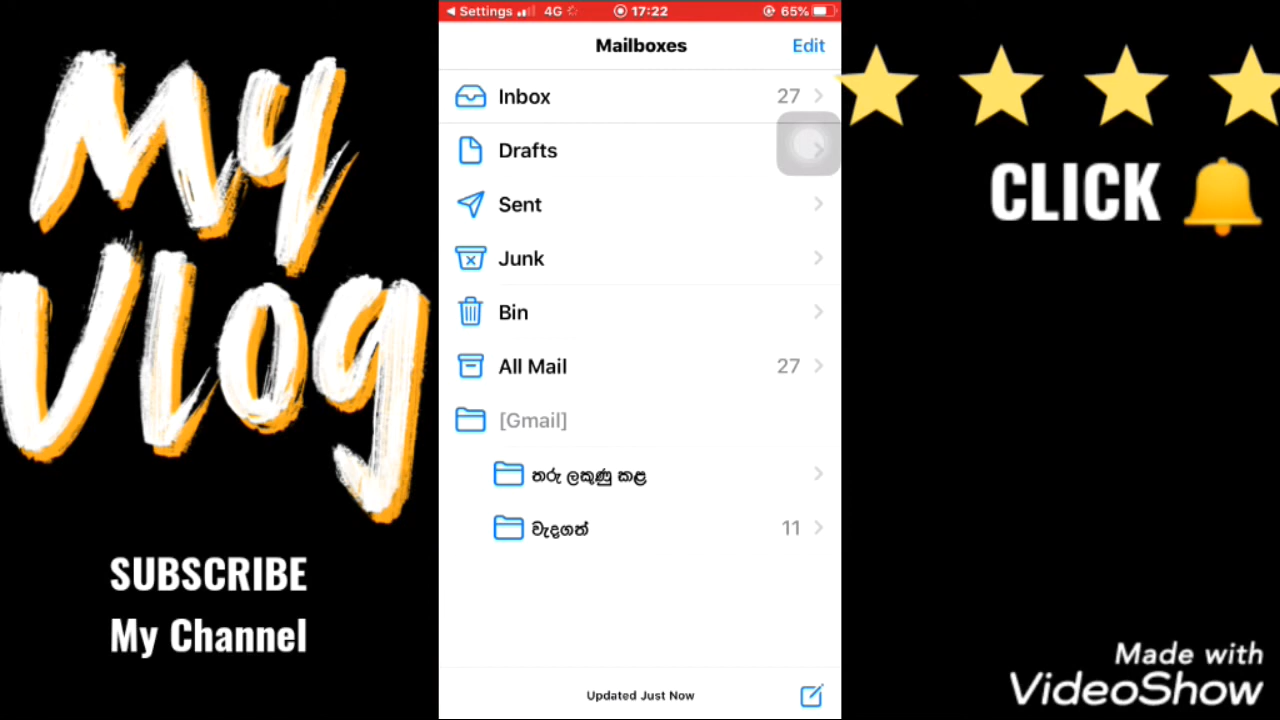 My
Vlog
SUBSCRIBE
My Channel
Settings 4G 17:22 65%
Mailboxes Edit
Inbox 27
Drafts
Sent
Junk
Bin
All Mail 27
[Gmail]
තරු ලකුණු කළ
වැදගත් 11
Updated Just Now
CLICK
Made with
VideoShow